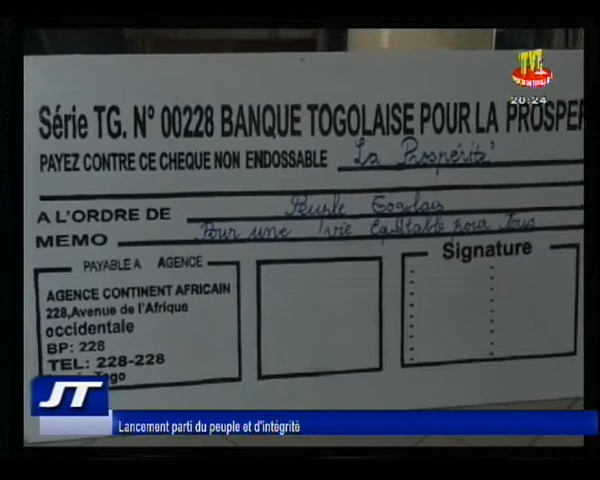 20:24
Série TG. N° 00228 BANQUE TOGOLAISE POUR LA PROSPER
PAYEZ CONTRE CE CHEQUE NON ENDOSSABLE La Prospérité
A L'ORDRE DE Peuple Togolais
MEMO Pour une vie Equitable pour Tous
PAYABLE A AGENCE
AGENCE CONTINENT AFRICAIN
228,Avenue de l'Afrique
occidentale
BP: 228
TEL: 228-228
Togo
Signature
JT
Lancement parti du peuple et d'intégrité